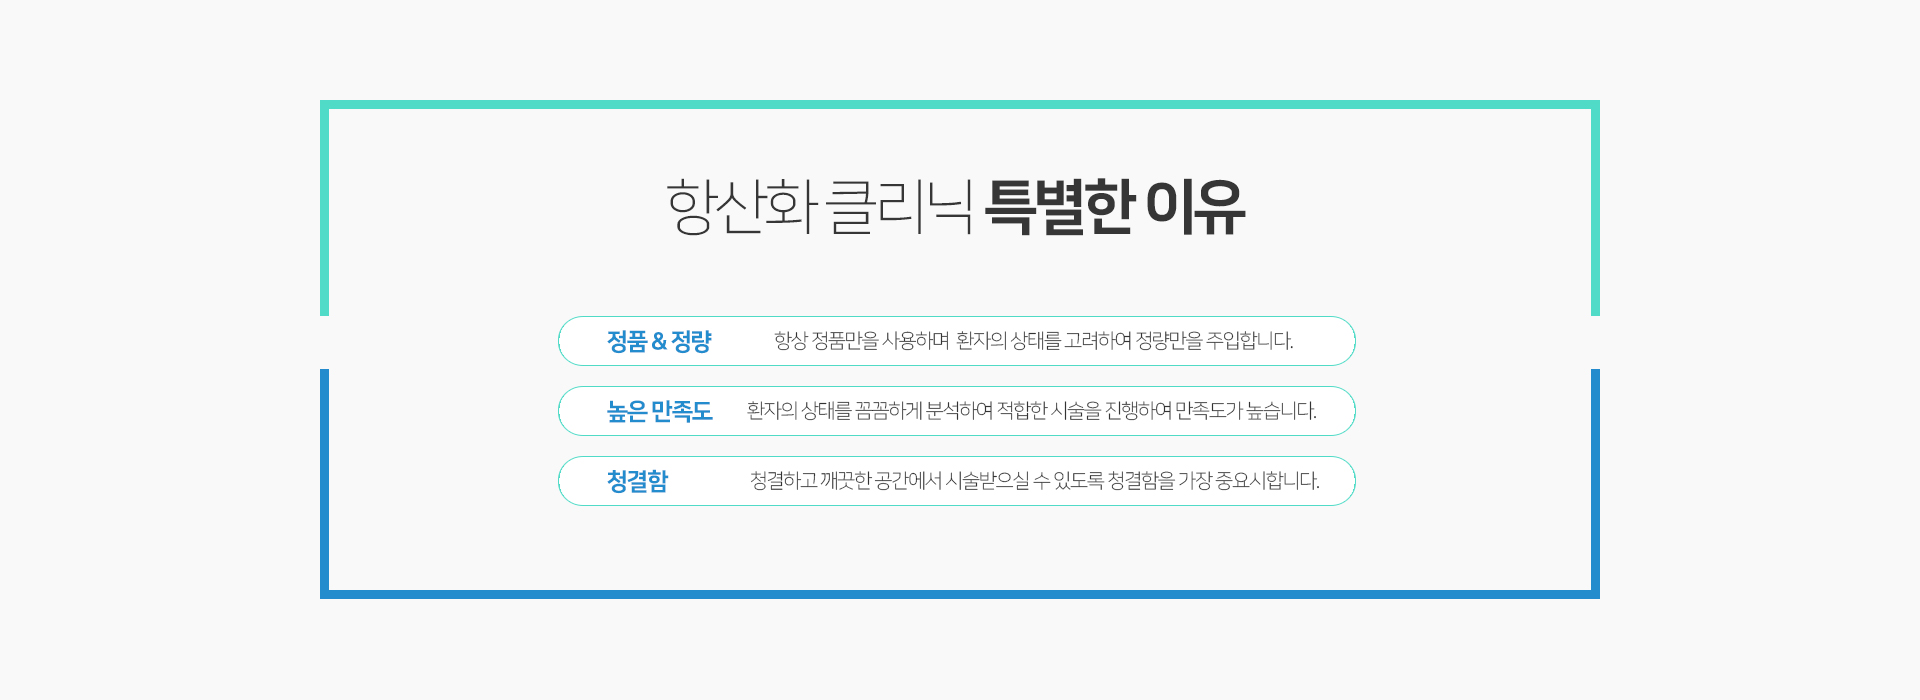 항산화 클리닉 특별한 이유
정품 & 정량 항상 정품만을 사용하며 환자의 상태를 고려하여 정량만을 주입합니다.
높은 만족도 환자의 상태를 꼼꼼하게 분석하여 적합한 시술을 진행하여 만족도가 높습니다.
청결함 청결하고 깨끗한 공간에서 시술받으실 수 있도록 청결함을 가장 중요시합니다.